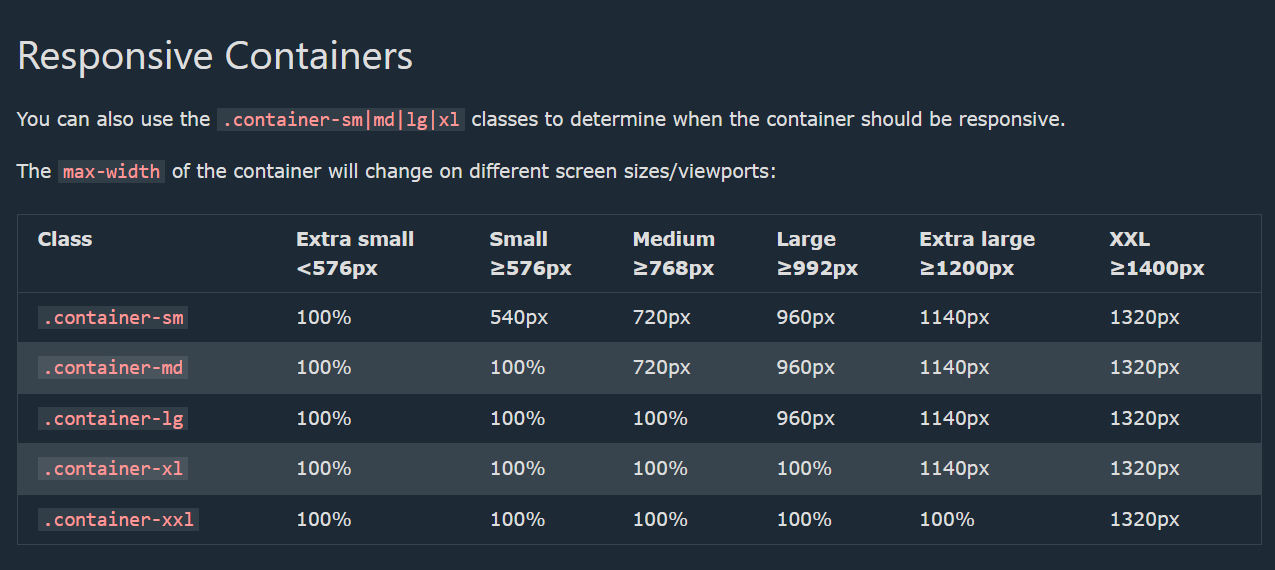 Responsive Containers
You can also use the .container-sm|md|lg|xl classes to determine when the container should be responsive.
The max-width of the container will change on different screen sizes/viewports:
Class Extra small Small Medium Large Extra large XXL
<576px ≥576px ≥768px ≥992px ≥1200px ≥1400px
.container-sm 100% 540px 720px 960px 1140px 1320px
.container-md 100% 100% 720px 960px 1140px 1320px
.container-lg 100% 100% 100% 960px 1140px 1320px
.container-xl 100% 100% 100% 100% 1140px 1320px
.container-xxl 100% 100% 100% 100% 100% 1320px